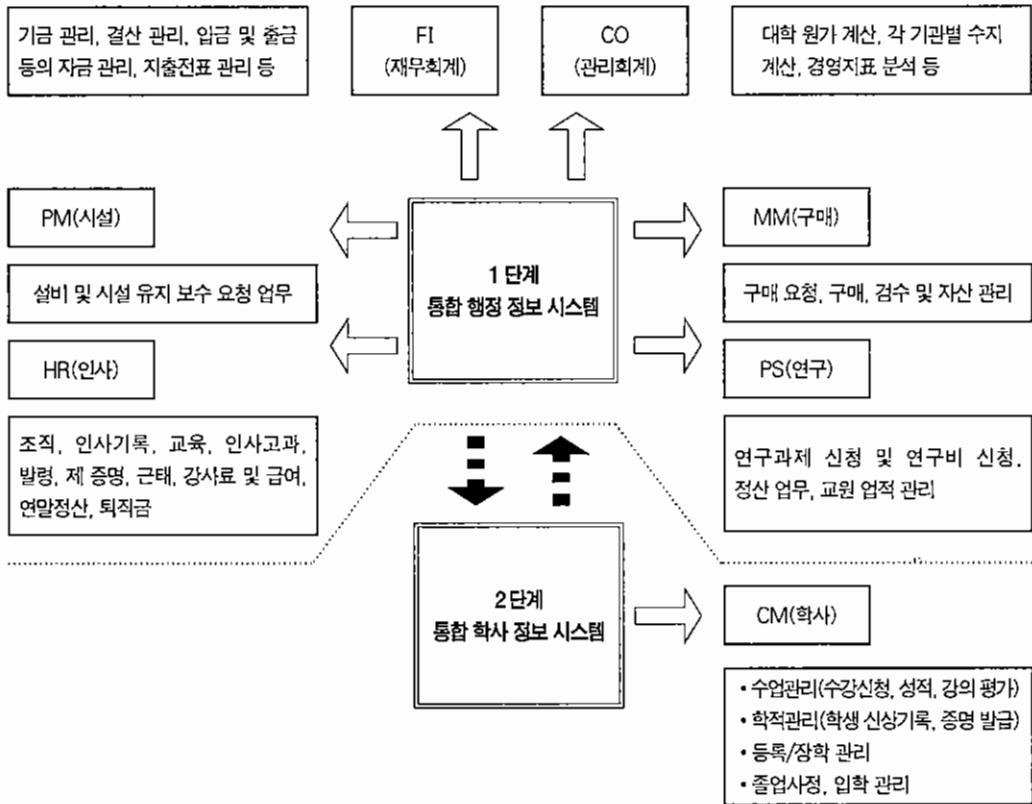 기금 관리, 결산 관리, 입금 및 출금
등의 자금 관리, 지출전표 관리 등
FI
(재무회계)
CO
(관리회계)
대학 원가 계산, 각 기관별 수지
계산, 경영지표 분석 등
PM(시설)
설비 및 시설 유지 보수 요청 업무
HR(인사)
조직, 인사기록, 교육, 인사고과,
발령, 제 증명, 근태, 강사료 및 급여,
연말정산, 퇴직금
1 단계
통합 행정 정보 시스템
MM(구매)
구매 요청, 구매, 검수 및 자산 관리
PS(연구)
연구과제 신청 및 연구비 신청,
정산 업무, 교원 업적 관리
2 단계
통합 학사 정보 시스템
CM(학사)
• 수업관리(수강신청, 성적, 강의 평가)
• 학적관리(학생 신상기록, 증명 발급)
• 등록/장학 관리
• 졸업사정, 입학 관리